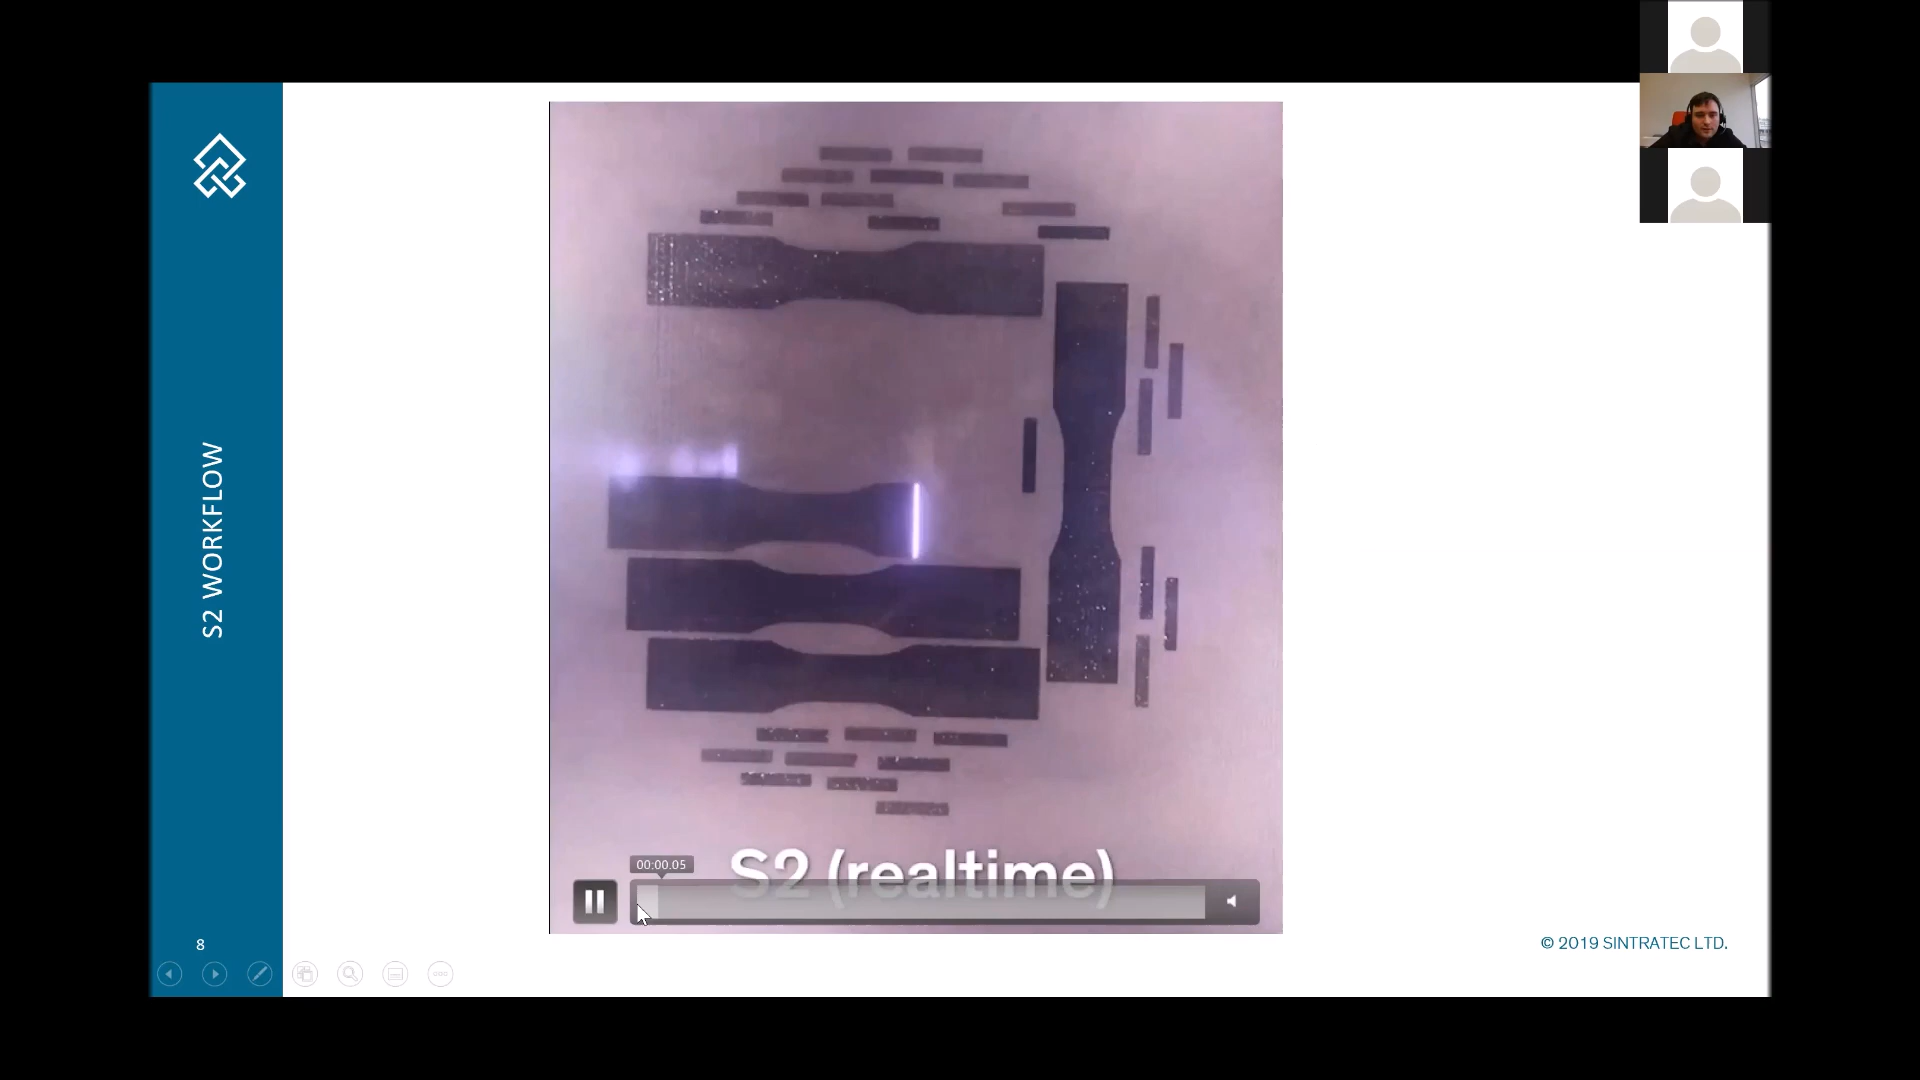 S2 WORKFLOW
00:00.05
S2 (realtime)
8
© 2019 SINTRATEC LTD.